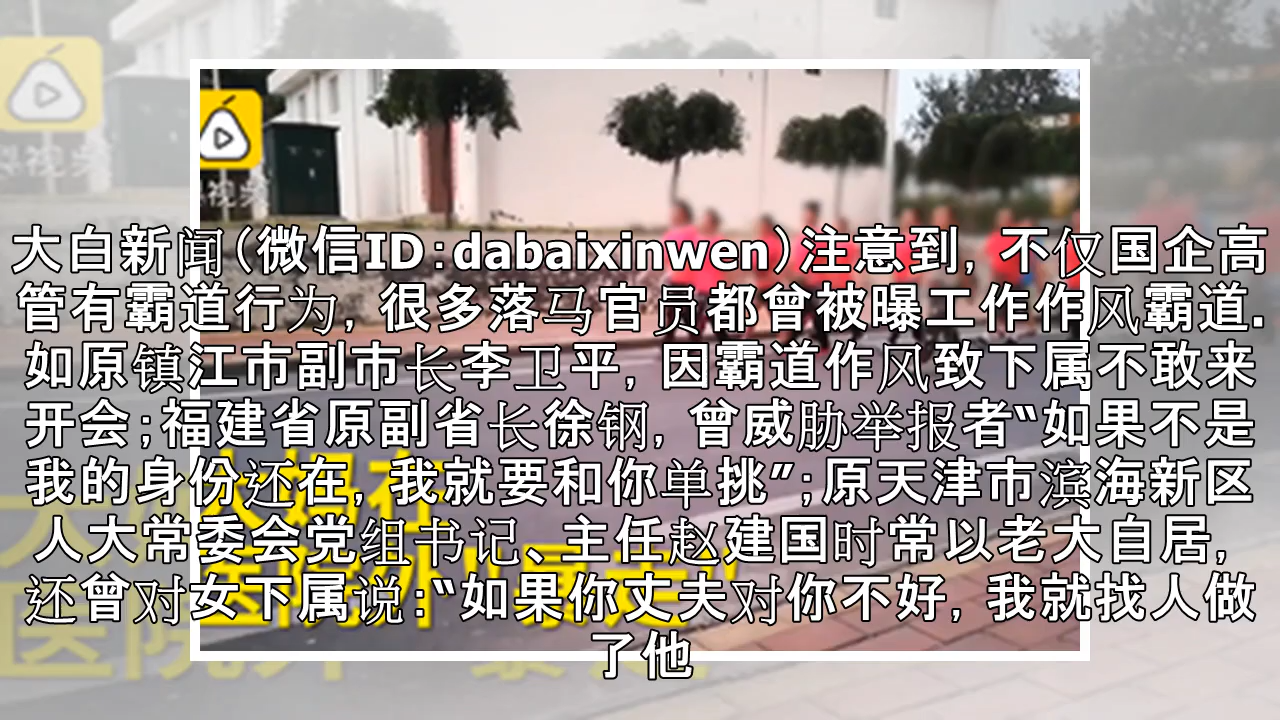 大白新闻(微信ID:dabaixinwen)注意到, 不仅国企高
管有霸道行为, 很多落马官员都曾被曝工作作风霸道.
如原镇江市副市长李卫平, 因霸道作风致下属不敢来
开会;福建省原副省长徐钢, 曾威胁举报者“如果不是
我的身份还在, 我就要和你单挑”;原天津市滨海新区
人大常委会党组书记、主任赵建国时常以老大自居,
还曾对女下属说:“如果你丈夫对你不好, 我就找人做
了他